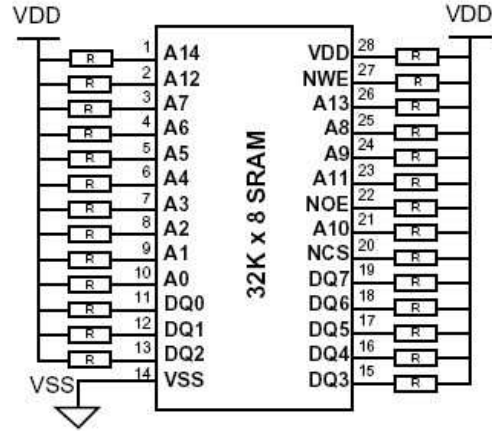 VDD
VDD
R 1 A14 VDD 28 R
R 2 A12 NWE 27 R
R 3 A7 A13 26 R
R 4 A6 A8 25 R
R 5 A5 A9 24 R
R 6 A4 A11 23 R
R 7 A3 NOE 22 R
R 8 A2 A10 21 R
R 9 A1 NCS 20 R
R 10 A0 DQ7 19 R
R 11 DQ0 DQ6 18 R
R 12 DQ1 DQ5 17 R
R 13 DQ2 DQ4 16 R
VSS 14 VSS DQ3 15 R
32K x 8 SRAM